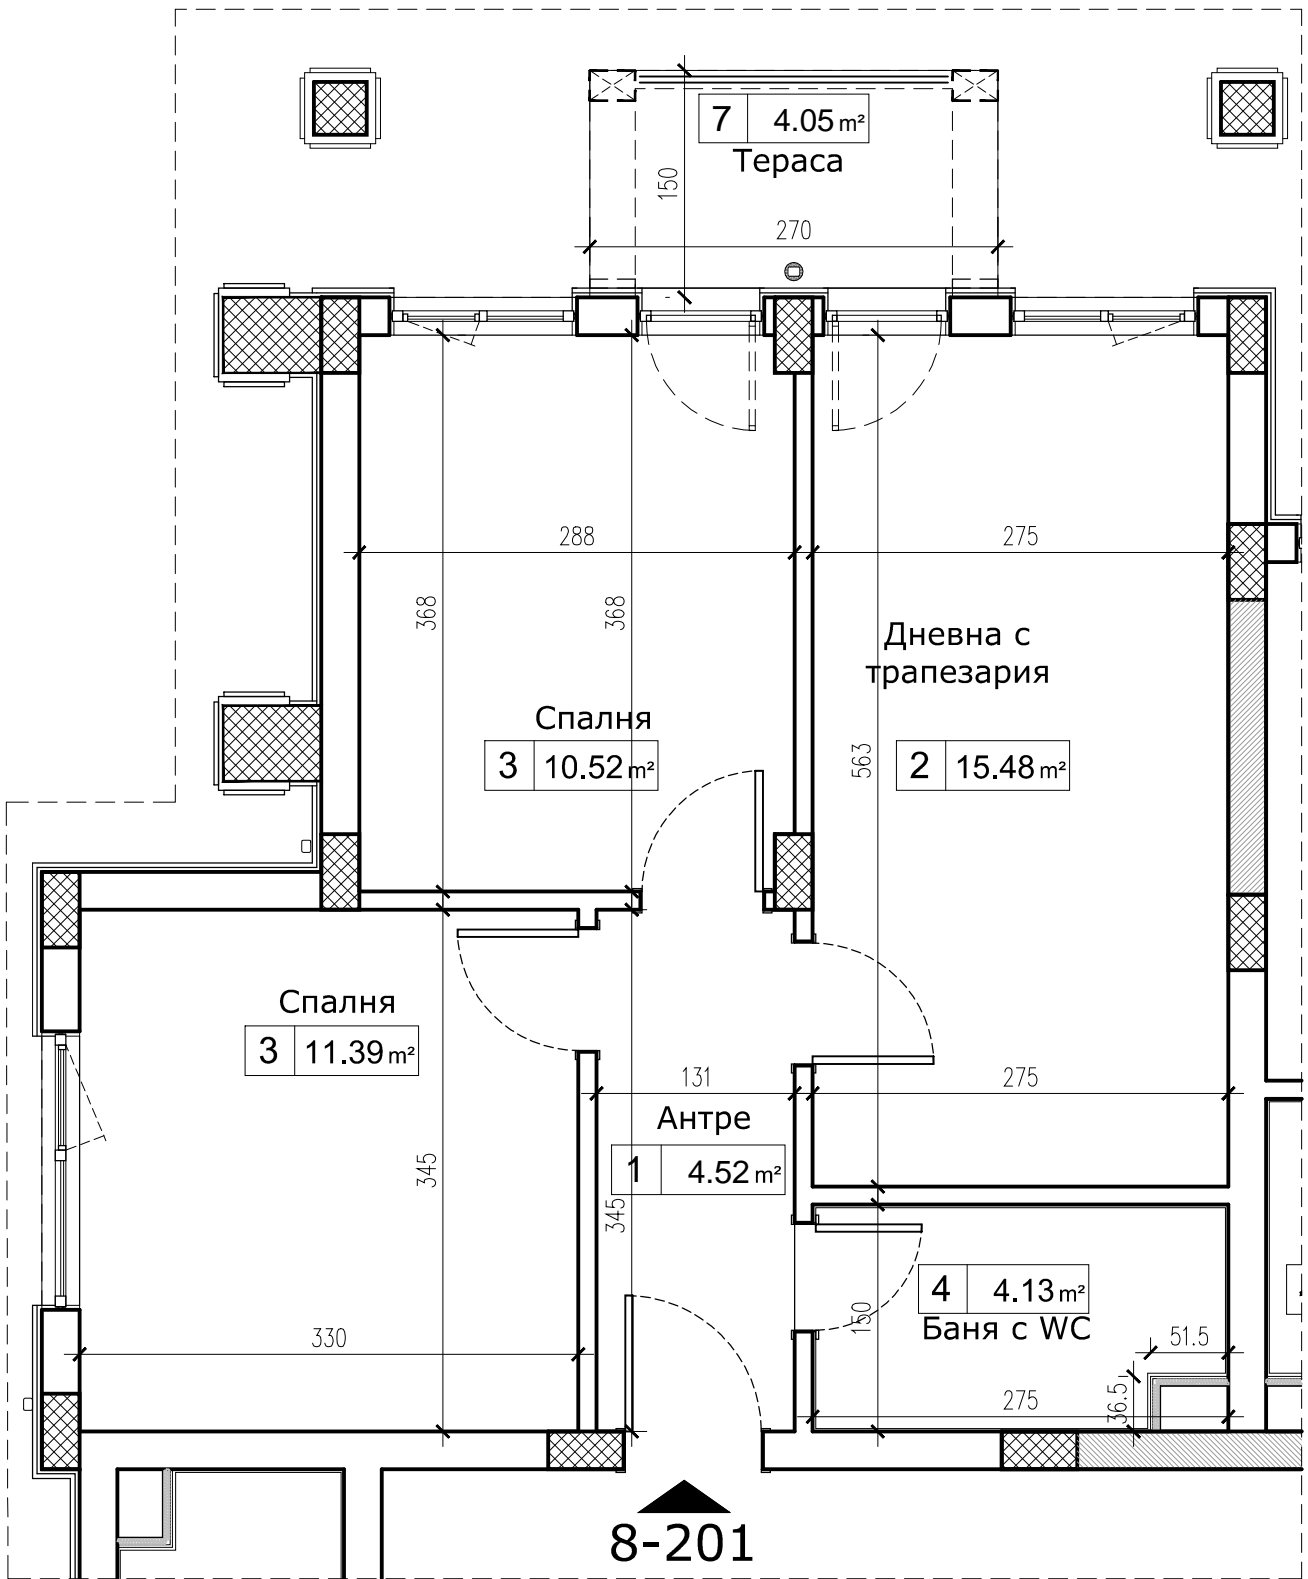 7 4.05 m²
Тераса
150
270
288
275
368
368
Дневна с
трапезария
Спалня
3 10.52 m²
563
2 15.48 m²
Спалня
3 11.39 m²
131
275
Антре
1 4.52 m²
345
345
4 4.13 m²
Баня с WC
150
330
51.5
36.5
275
8-201